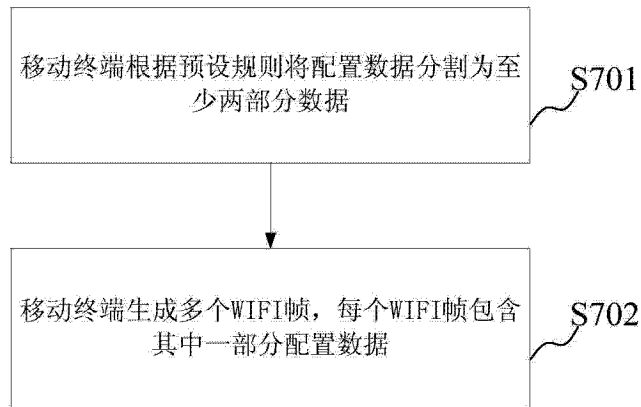 移动终端根据预设规则将配置数据分割为至
少两部分数据
S701
移动终端生成多个WIFI帧，每个WIFI帧包含
其中一部分配置数据
S702